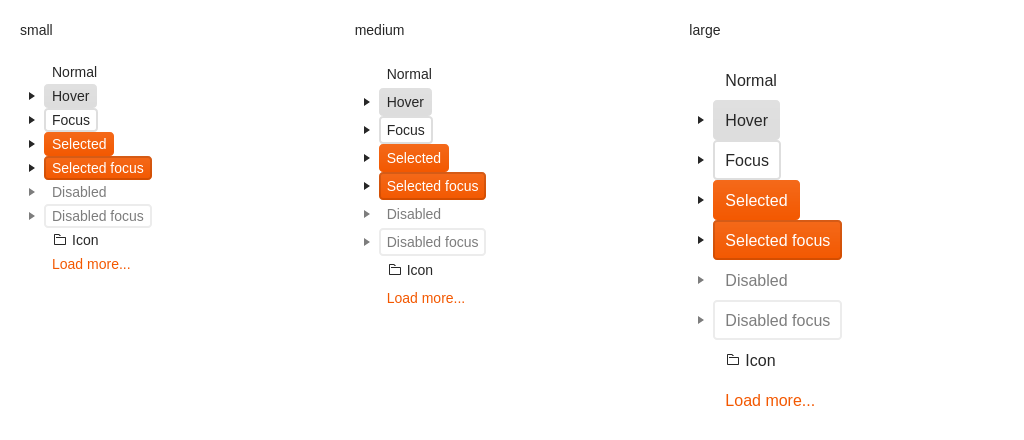 small
Normal
Hover
Focus
Selected
Selected focus
Disabled
Disabled focus
Icon
Load more...
medium
Normal
Hover
Focus
Selected
Selected focus
Disabled
Disabled focus
Icon
Load more...
large
Normal
Hover
Focus
Selected
Selected focus
Disabled
Disabled focus
Icon
Load more...